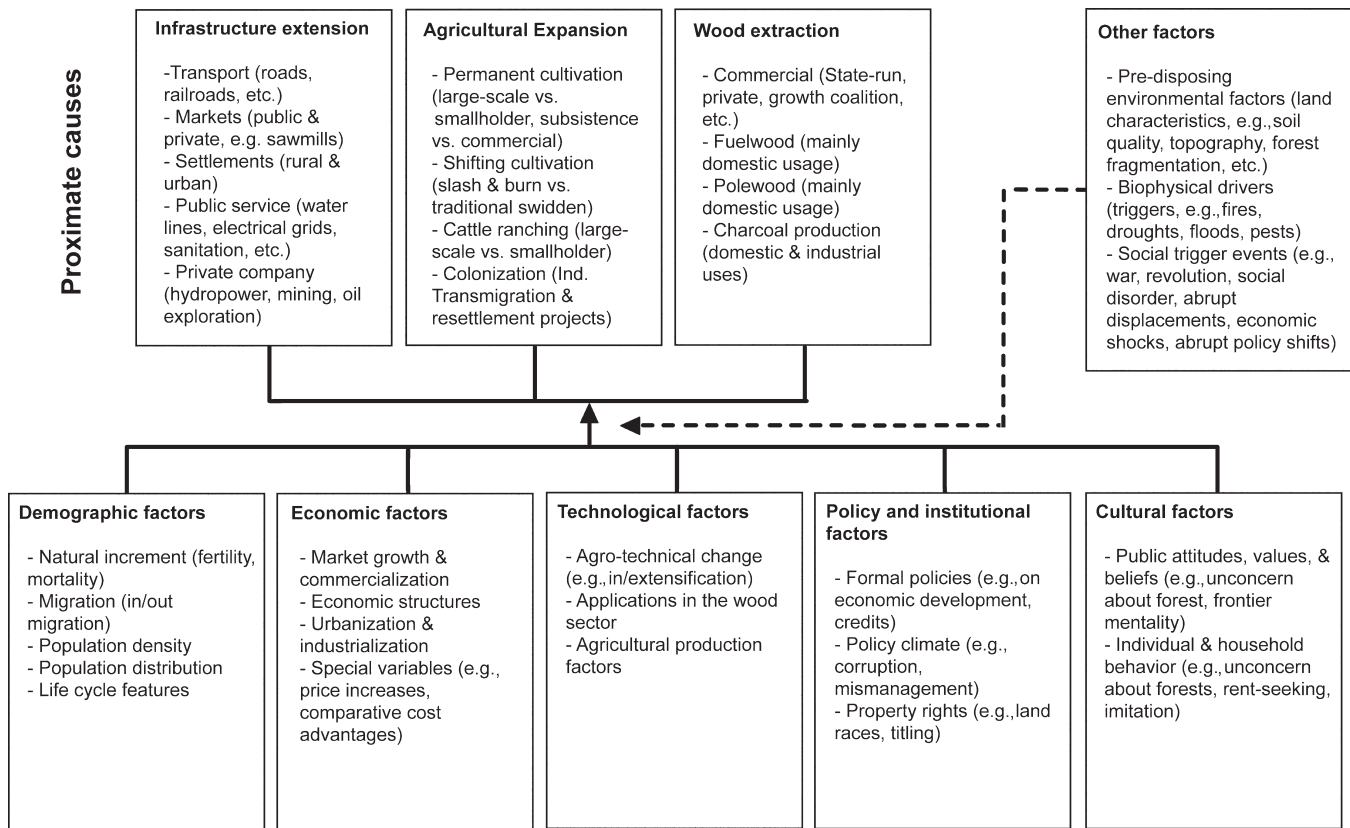 Proximate causes
Infrastructure extension
-Transport (roads,
railroads, etc.)
- Markets (public &
private, e.g. sawmills)
- Settlements (rural &
urban)
- Public service (water
lines, electrical grids,
sanitation, etc.)
- Private company
(hydropower, mining, oil
exploration)
Agricultural Expansion
- Permanent cultivation
(large-scale vs.
smallholder, subsistence
vs. commercial)
- Shifting cultivation
(slash & burn vs.
traditional swidden)
- Cattle ranching (large-
scale vs. smallholder)
- Colonization (Ind.
Transmigration &
resettlement projects)
Wood extraction
- Commercial (State-run,
private, growth coalition,
etc.)
- Fuelwood (mainly
domestic usage)
- Polewood (mainly
domestic usage)
- Charcoal production
(domestic & industrial
uses)
Other factors
- Pre-disposing
environmental factors (land
characteristics, e.g.,soil
quality, topography, forest
fragmentation, etc.)
- Biophysical drivers
(triggers, e.g.,fires,
droughts, floods, pests)
- Social trigger events (e.g.,
war, revolution, social
disorder, abrupt
displacements, economic
shocks, abrupt policy shifts)
Demographic factors
- Natural increment (fertility,
mortality)
- Migration (in/out
migration)
- Population density
- Population distribution
- Life cycle features
Economic factors
- Market growth &
commercialization
- Economic structures
- Urbanization &
industrialization
- Special variables (e.g.,
price increases,
comparative cost
advantages)
Technological factors
- Agro-technical change
(e.g.,in/extensification)
- Applications in the wood
sector
- Agricultural production
factors
Policy and institutional
factors
- Formal policies (e.g.,on
economic development,
credits)
- Policy climate (e.g.,
corruption,
mismanagement)
- Property rights (e.g.,land
races, titling)
Cultural factors
- Public attitudes, values, &
beliefs (e.g.,unconcern
about forest, frontier
mentality)
- Individual & household
behavior (e.g.,unconcern
about forests, rent-seeking,
imitation)